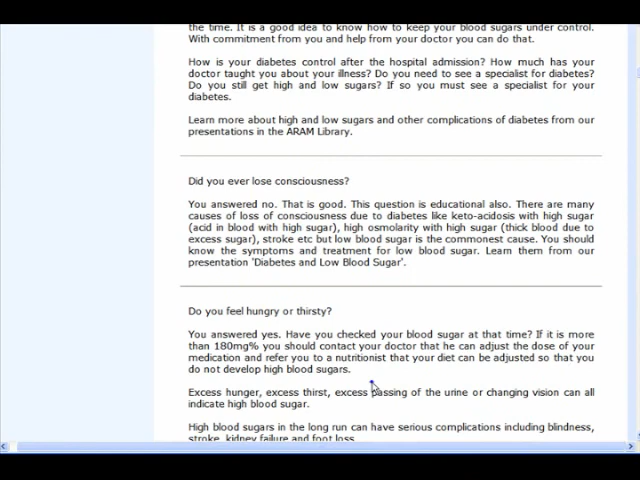 the time. It is a good idea to know how to keep your blood sugars under control.
With commitment from you and help from your doctor you can do that.
How is your diabetes control after the hospital admission? How much has your
doctor taught you about your illness? Do you need to see a specialist for diabetes?
Do you still get high and low sugars? If so you must see a specialist for your
diabetes.
Learn more about high and low sugars and other complications of diabetes from our
presentations in the ARAM Library.
Did you ever lose consciousness?
You answered no. That is good. This question is educational also. There are many
causes of loss of consciousness due to diabetes like keto-acidosis with high sugar
(acid in blood with high sugar), high osmolarity with high sugar (thick blood due to
excess sugar), stroke etc but low blood sugar is the commonest cause. You should
know the symptoms and treatment for low blood sugar. Learn them from our
presentation 'Diabetes and Low Blood Sugar'.
Do you feel hungry or thirsty?
You answered yes. Have you checked your blood sugar at that time? If it is more
than 180mg% you should contact your doctor that he can adjust the dose of your
medication and refer you to a nutritionist that your diet can be adjusted so that you
do not develop high blood sugars.
Excess hunger, excess thirst, excess passing of the urine or changing vision can all
indicate high blood sugar.
High blood sugars in the long run can have serious complications including blindness,
stroke, kidney failure and foot loss.